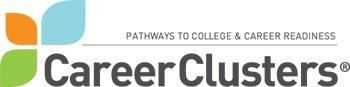 PATHWAYS TO COLLEGE & CAREER READINESS
CareerClusters®